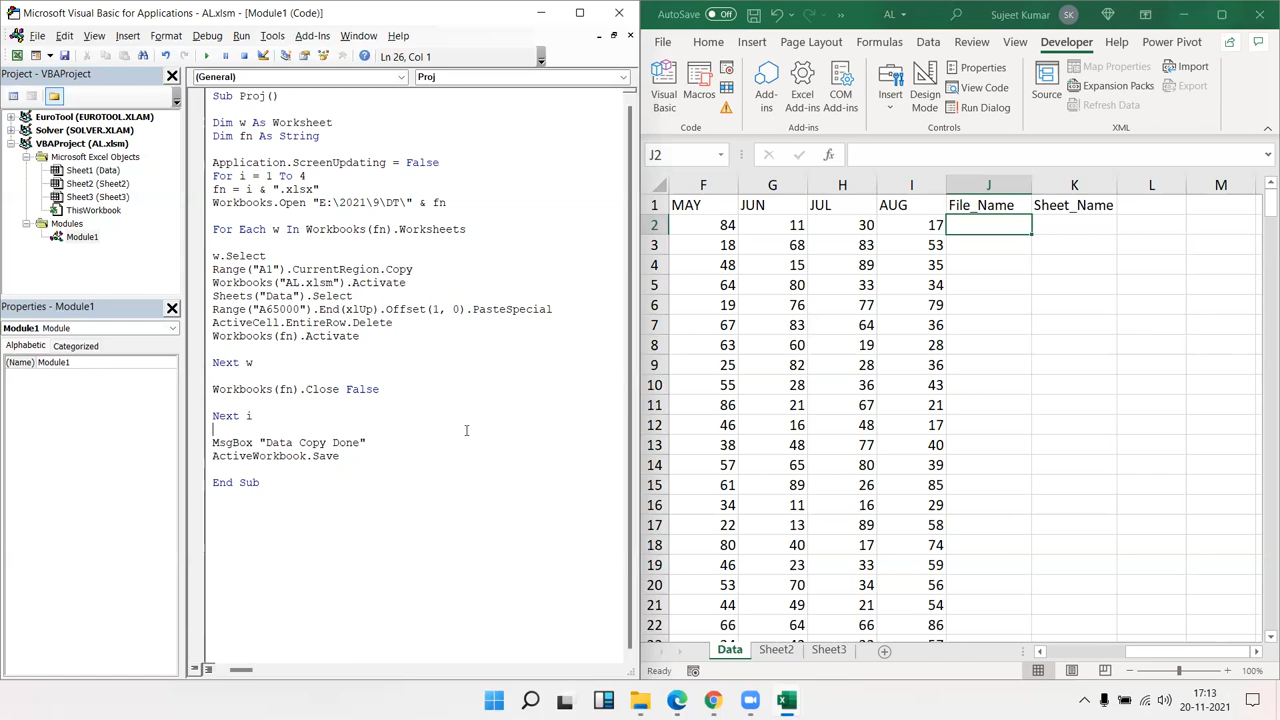 Microsoft Visual Basic for Applications - AL.xlsm - [Module1 (Code)]
File Edit View Insert Format Debug Run Tools Add-Ins Window Help
Ln 26, Col 1
Project - VBAProject
EuroTool (EUROTOOL.XLAM)
Solver (SOLVER.XLAM)
VBAProject (AL.xlsm)
Microsoft Excel Objects
Sheet1 (Data)
Sheet2 (Sheet2)
Sheet3 (Sheet3)
ThisWorkbook
Modules
Module1
Properties - Module1
Module1 Module
Alphabetic Categorized
(Name) Module1
(General) Proj
Sub Proj()
Dim w As Worksheet
Dim fn As String
Application.ScreenUpdating = False
For i = 1 To 4
fn = i & ".xlsx"
Workbooks.Open "E:\2021\9\DT\" & fn
For Each w In Workbooks(fn).Worksheets
w.Select
Range("A1").CurrentRegion.Copy
Workbooks("AL.xlsm").Activate
Sheets("Data").Select
Range("A65000").End(xlUp).Offset(1, 0).PasteSpecial
ActiveCell.EntireRow.Delete
Workbooks(fn).Activate
Next w
Workbooks(fn).Close False
Next i
MsgBox "Data Copy Done"
ActiveWorkbook.Save
End Sub
AutoSave Off AL Sujeet Kumar SK
File Home Insert Page Layout Formulas Data Review View Developer Help Power Pivot
Visual Basic Macros Add-ins Excel Add-ins COM Add-ins Insert Design Mode Properties View Code Run Dialog Source Map Properties Expansion Packs Refresh Data Import Export
Code Add-ins Controls XML
J2 fx
F G H I J K L M
1 MAY JUN JUL AUG File_Name Sheet_Name
2 84 11 30 17
3 18 68 83 53
4 48 15 89 35
5 64 80 33 34
6 19 76 77 79
7 67 83 64 36
8 63 60 19 28
9 25 82 28 36
10 55 28 36 43
11 86 21 67 21
12 46 16 48 17
13 38 48 77 40
14 57 65 80 39
15 61 89 26 85
16 34 11 16 29
17 22 13 89 58
18 80 40 17 74
19 46 23 33 59
20 53 70 34 56
21 44 49 21 54
22 66 64 66 86
Data Sheet2 Sheet3
Ready 100%
17:13
20-11-2021